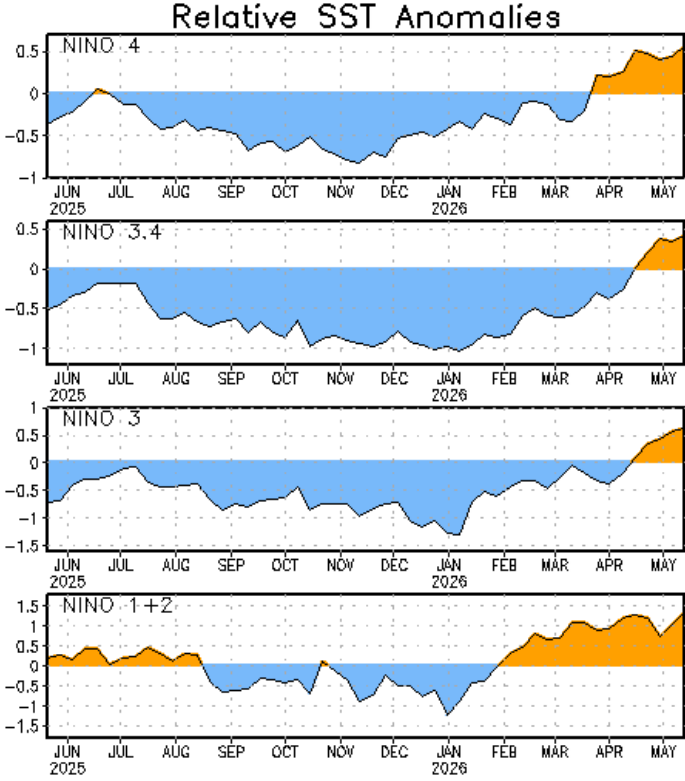 Relative SST Anomalies
NINO 4
0.5
0
−0.5
−1
JUN JUL AUG SEP OCT NOV DEC JAN FEB MAR APR MAY
2025 2026
NINO 3.4
0.5
0
−0.5
−1
JUN JUL AUG SEP OCT NOV DEC JAN FEB MAR APR MAY
2025 2026
NINO 3
1
0.5
0
−0.5
−1
−1.5
JUN JUL AUG SEP OCT NOV DEC JAN FEB MAR APR MAY
2025 2026
NINO 1+2
1.5
1
0.5
0
−0.5
−1
−1.5
JUN JUL AUG SEP OCT NOV DEC JAN FEB MAR APR MAY
2025 2026